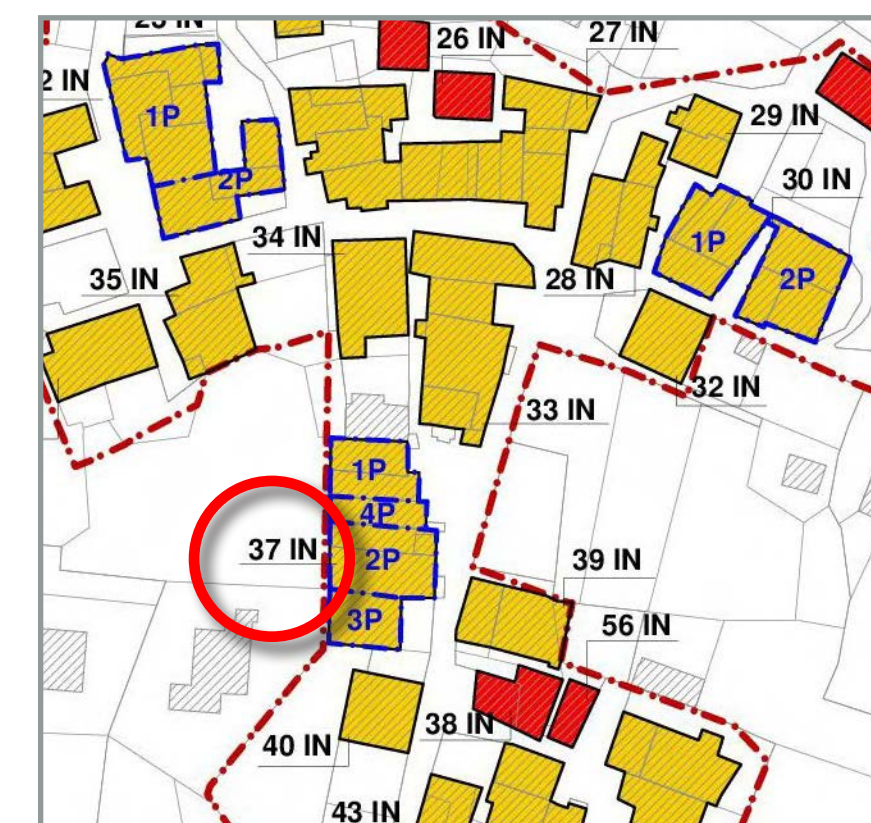 26 IN
27 IN
1P
29 IN
2P
30 IN
34 IN
1P
35 IN
28 IN
2P
32 IN
33 IN
1P
4P
37 IN
2P
39 IN
3P
56 IN
38 IN
40 IN
43 IN